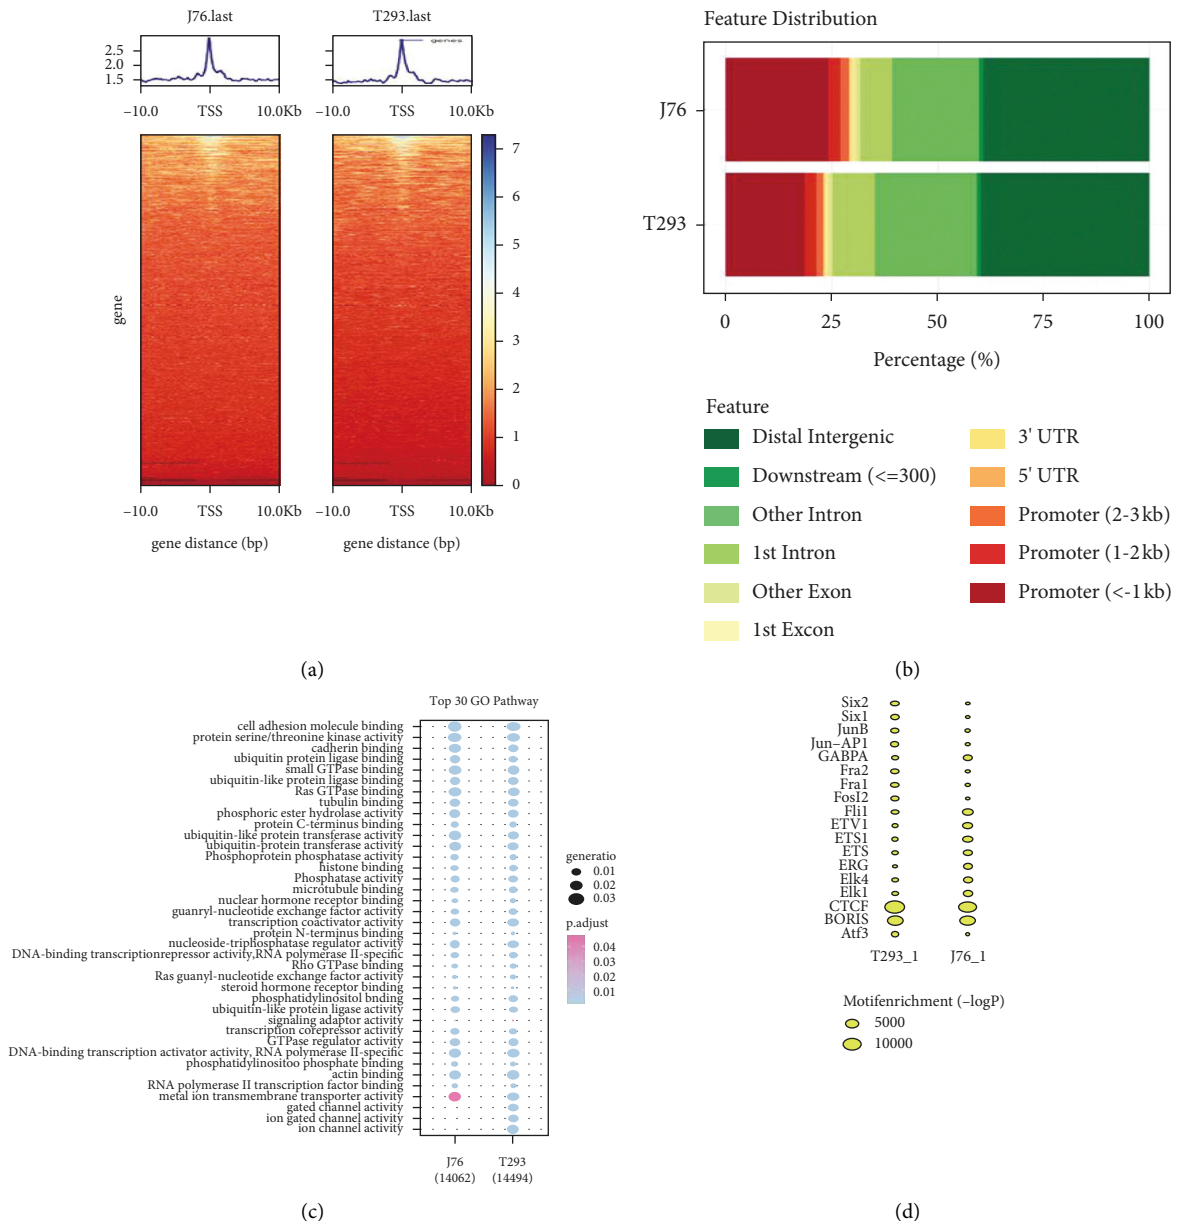 J76.last
T293.last
genes
2.5
2.0
1.5
−10.0 TSS 10.0Kb
−10.0 TSS 10.0Kb
gene
7
6
5
4
3
2
1
0
−10.0 TSS 10.0Kb
−10.0 TSS 10.0Kb
gene distance (bp)
gene distance (bp)
(a)
Feature Distribution
J76
T293
0 25 50 75 100
Percentage (%)
Feature
Distal Intergenic
Downstream (<=300)
Other Intron
1st Intron
Other Exon
1st Excon
3' UTR
5' UTR
Promoter (2-3kb)
Promoter (1-2kb)
Promoter (<-1kb)
(b)
Top 30 GO Pathway
cell adhesion molecule binding
protein serine/threonine kinase activity
cadherin binding
ubiquitin protein ligase binding
small GTPase binding
ubiquitin-like protein ligase binding
Ras GTPase binding
tubulin binding
phosphoric ester hydrolase activity
protein C-terminus binding
ubiquitin-like protein transferase activity
ubiquitin-protein transferase activity
Phosphoprotein phosphatase activity
histone binding
Phosphatase activity
microtubule binding
nuclear hormone receptor binding
guanryl-nucleotide exchange factor activity
transcription coactivator activity
protein N-terminus binding
nucleoside-triphosphatase regulator activity
DNA-binding transcriptionrepressor activity,RNA polymerase II-specific
Rho GTPase binding
Ras guanyl-nucleotide exchange factor activity
steroid hormone receptor binding
phosphatidylinositol bnding
ubiquitin-like protein ligase activity
signaling adaptor activity
transcription corepressor activity
GTPase regulator activity
DNA-binding transcription activator activity, RNA polymerase II-specific
phosphatidylinositoo phosphate binding
actin binding
RNA polymerase II transcription factor binding
metal ion transmembrane transporter activity
gated channel activity
ion gated channel activity
ion channel activity
J76
(14062)
T293
(14494)
generatio
0.01
0.02
0.03
p.adjust
0.04
0.03
0.02
0.01
(c)
Six2
Six1
JunB
Jun−AP1
GABPA
Fra2
Fra1
FosI2
Fli1
ETV1
ETS1
ETS
ERG
Elk4
Elk1
CTCF
BORIS
Atf3
T293_1 J76_1
Motifenrichment (−logP)
5000
10000
(d)